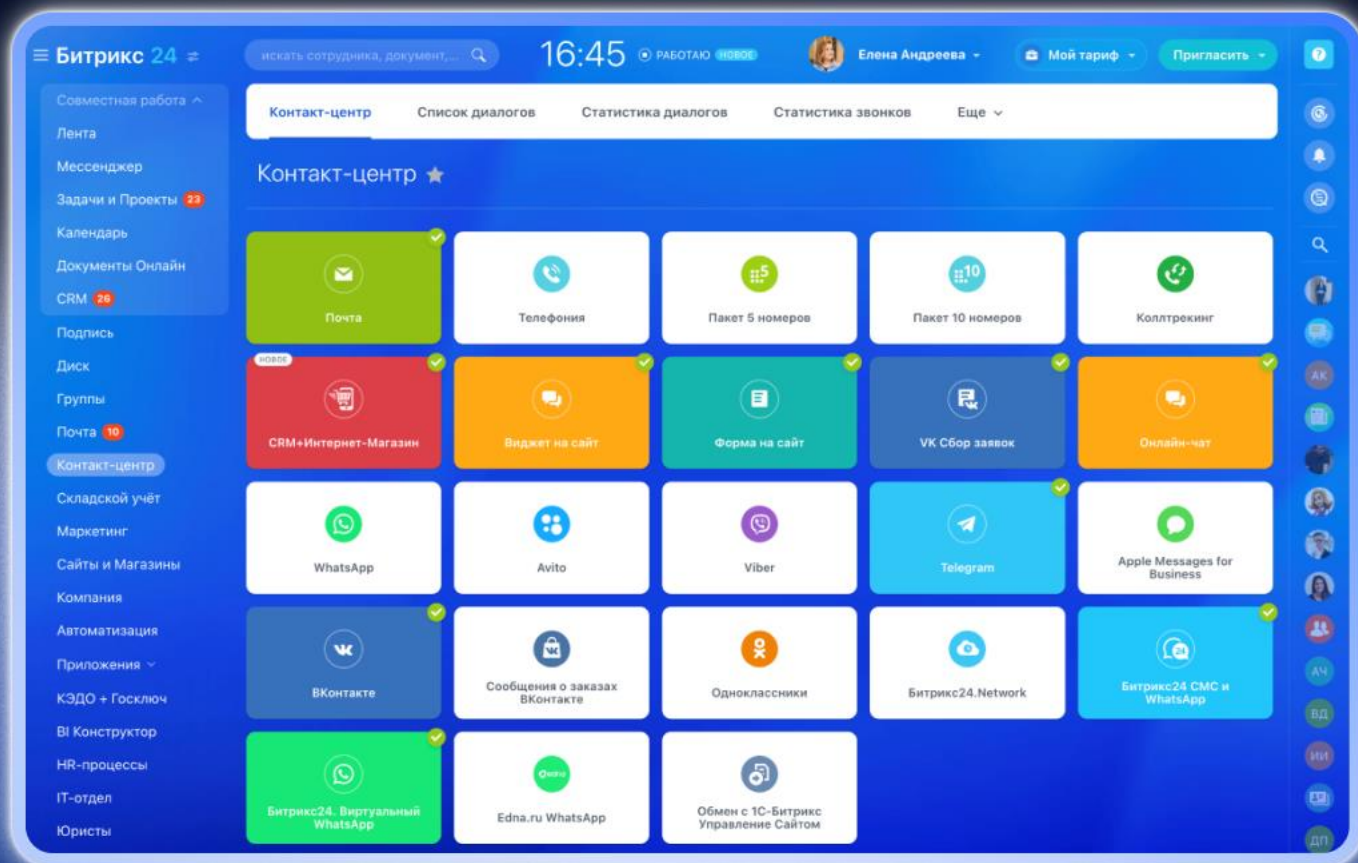 Битрикс 24
искать сотрудника, документ,...
16:45
РАБОТАЮ
НОВОЕ
Елена Андреева
Мой тариф
Пригласить
?
Совместная работа
Лента
Мессенджер
Задачи и Проекты 23
Календарь
Документы Онлайн
CRM 26
Подпись
Диск
Группы
Почта 10
Контакт-центр
Складской учёт
Маркетинг
Сайты и Магазины
Компания
Автоматизация
Приложения
КЭДО + Госключ
BI Конструктор
HR-процессы
IT-отдел
Юристы
Контакт-центр
Список диалогов
Статистика диалогов
Статистика звонков
Еще
Контакт-центр
Почта
Телефония
5
Пакет 5 номеров
10
Пакет 10 номеров
Коллтрекинг
НОВОЕ
CRM+Интернет-Магазин
Виджет на сайт
Форма на сайт
VK Сбор заявок
Онлайн-чат
WhatsApp
Avito
Viber
Telegram
Apple Messages for
Business
ВКонтакте
Сообщения о заказах
ВКонтакте
Одноклассники
Битрикс24.Network
24
Битрикс24 СМС и
WhatsApp
Битрикс24. Виртуальный
WhatsApp
Edna.ru WhatsApp
Обмен с 1С-Битрикс
Управление Сайтом
АК
АЧ
ВД
ИИ
ДП